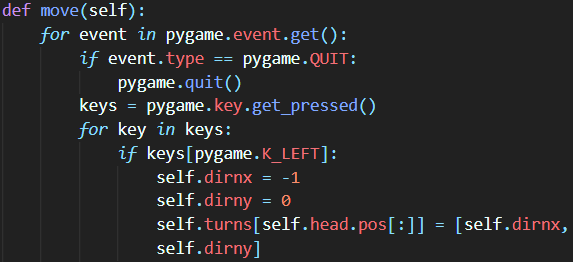 def move(self):
    for event in pygame.event.get():
        if event.type == pygame.QUIT:
            pygame.quit()
        keys = pygame.key.get_pressed()
        for key in keys:
            if keys[pygame.K_LEFT]:
                self.dirnx = -1
                self.dirny = 0
                self.turns[self.head.pos[:]] = [self.dirnx,
                self.dirny]